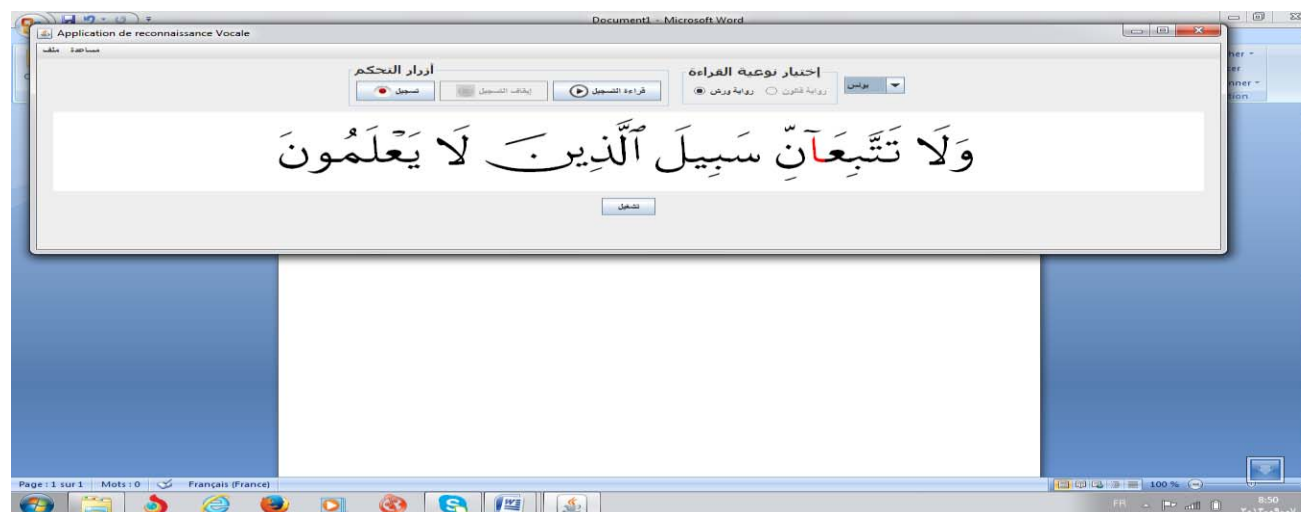 Document1 - Microsoft Word
Application de reconnaissance Vocale
ملف مساعدة
أزرار التحكم
إختيار نوعية القراءة
تسجيل
إيقاف التسجيل
قراءة التسجيل
رواية ورش
رواية قالون
يونس
وَلَا تَتَّبِعَآنِّ سَبِيلَ ٱلَّذِينَ لَا يَعْلَمُونَ
تشغيل
Page : 1 sur 1 Mots : 0 Français (France)
100 %
FR
8:50